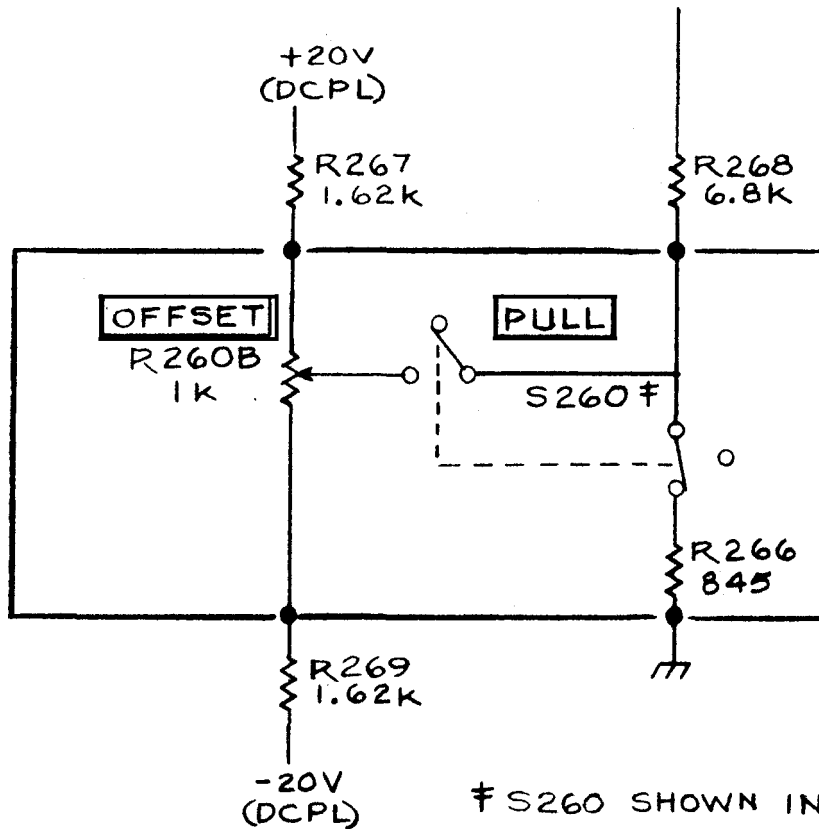 +20V
(DCPL)
R267
1.62K
R268
6.8K
OFFSET
PULL
R260B
1K
S260 ‡
R266
845
R269
1.62K
-20V
(DCPL)
‡ S260 SHOWN IN